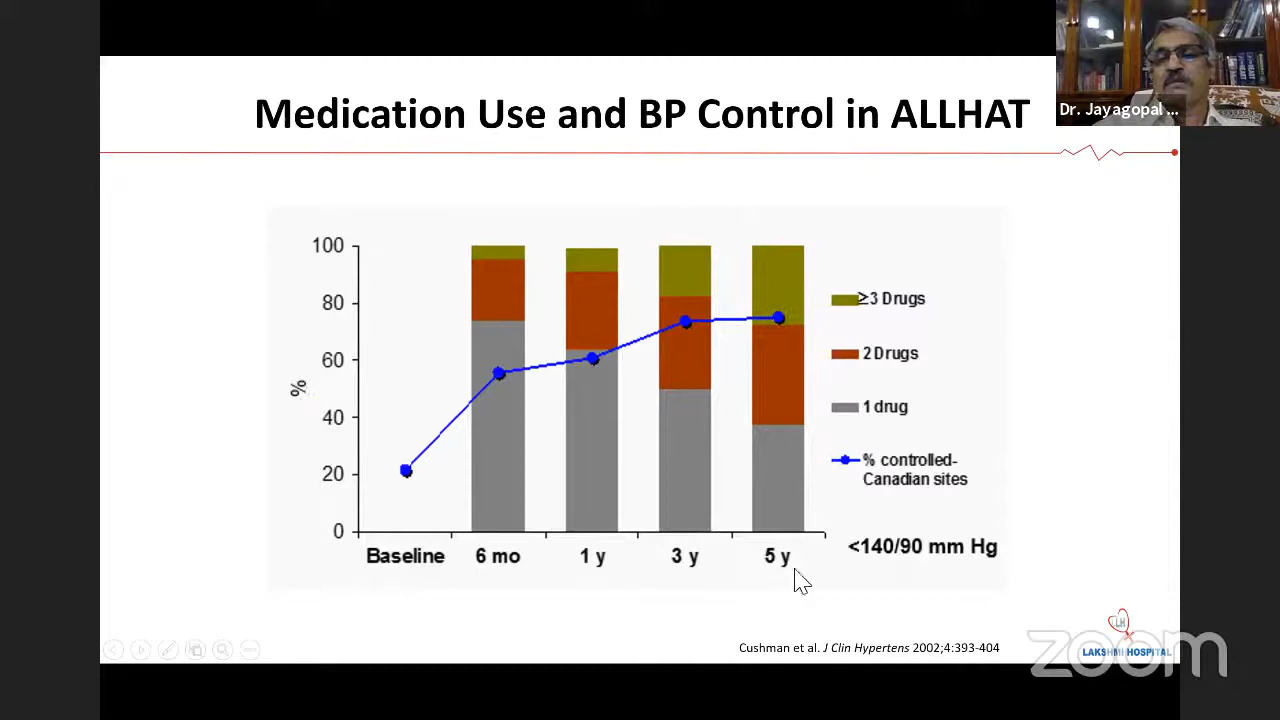 Dr. Jayagopal ...
Medication Use and BP Control in ALLHAT
100
80
60
40
20
0
%
Baseline 6 mo 1 y 3 y 5 y
≥3 Drugs
2 Drugs
1 drug
% controlled-
Canadian sites
<140/90 mm Hg
Cushman et al. J Clin Hypertens 2002;4:393-404
LH
LAKSHMI HOSPITAL
zoom